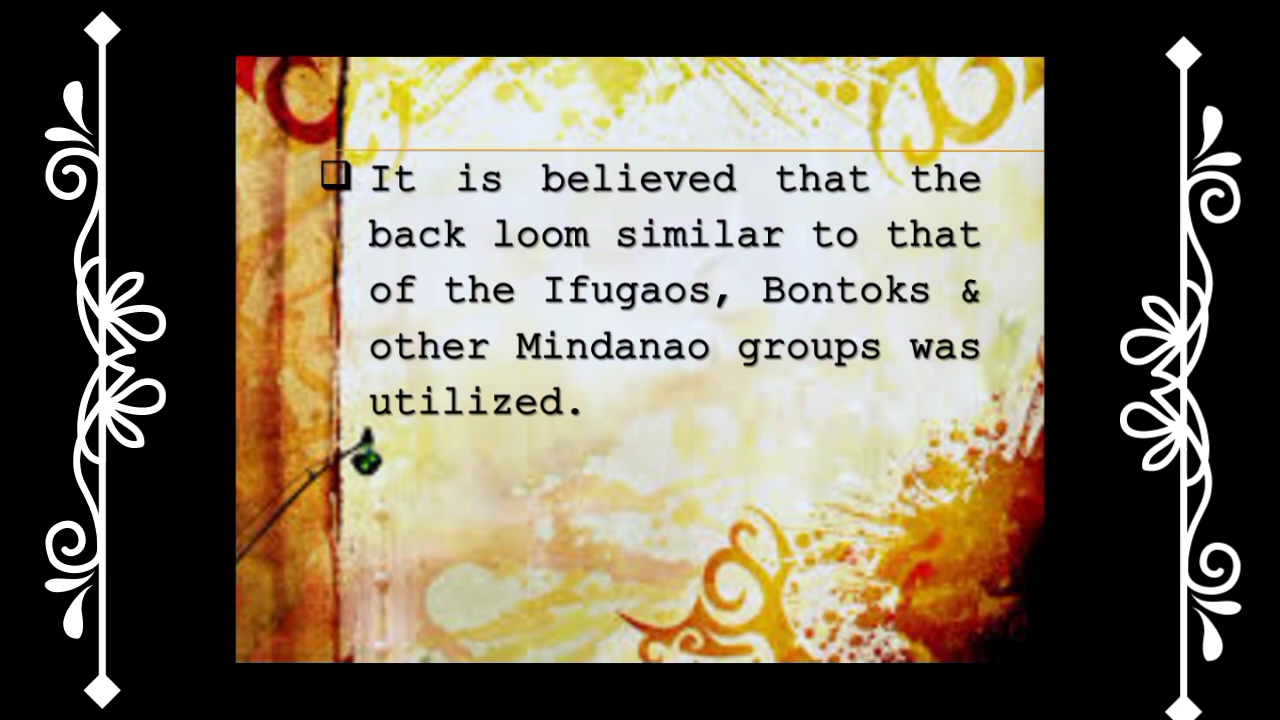 ❑ It is believed that the
back loom similar to that
of the Ifugaos, Bontoks &
other Mindanao groups was
utilized.